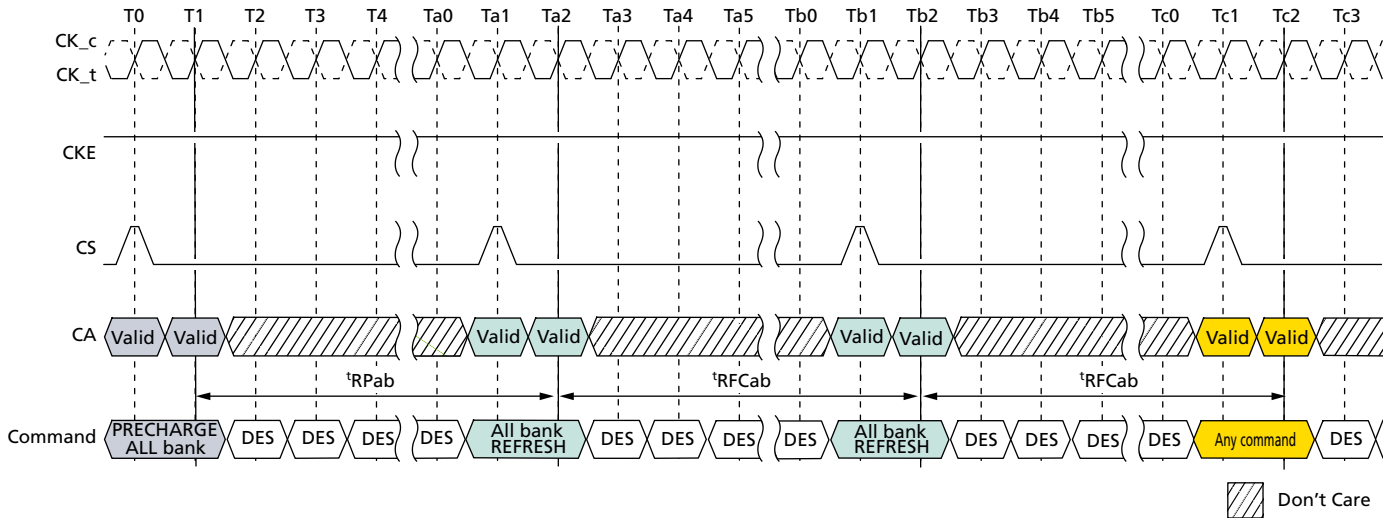 T0 T1 T2 T3 T4 Ta0 Ta1 Ta2 Ta3 Ta4 Ta5 Tb0 Tb1 Tb2 Tb3 Tb4 Tb5 Tc0 Tc1 Tc2 Tc3
CK_c
CK_t
CKE
CS
CA Valid Valid Valid Valid Valid Valid Valid Valid
tRPab tRFCab tRFCab
Command PRECHARGE ALL bank DES DES DES DES All bank REFRESH DES DES DES DES All bank REFRESH DES DES DES DES Any command DES
Don't Care